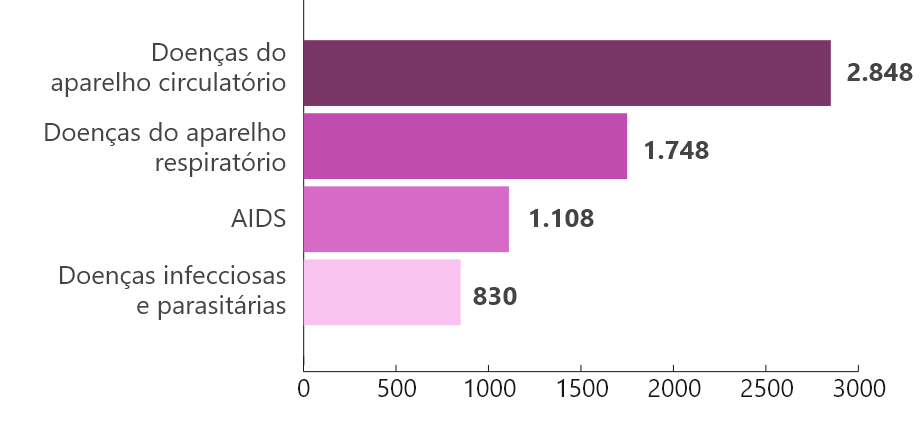 Doenças do
aparelho circulatório
2.848
Doenças do aparelho
respiratório
1.748
AIDS
1.108
Doenças infecciosas
e parasitárias
830
0 500 1000 1500 2000 2500 3000